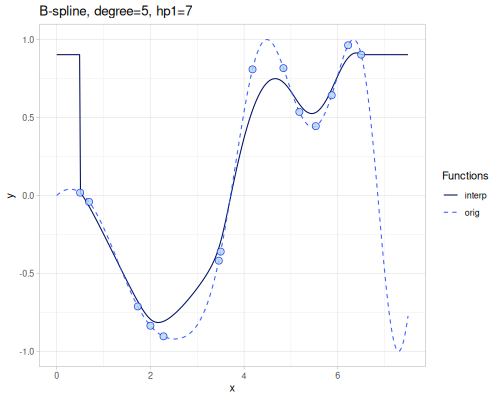 B-spline, degree=5, hp1=7
1.0
0.5
0.0
-0.5
-1.0
y
0
2
4
6
x
Functions
interp
orig